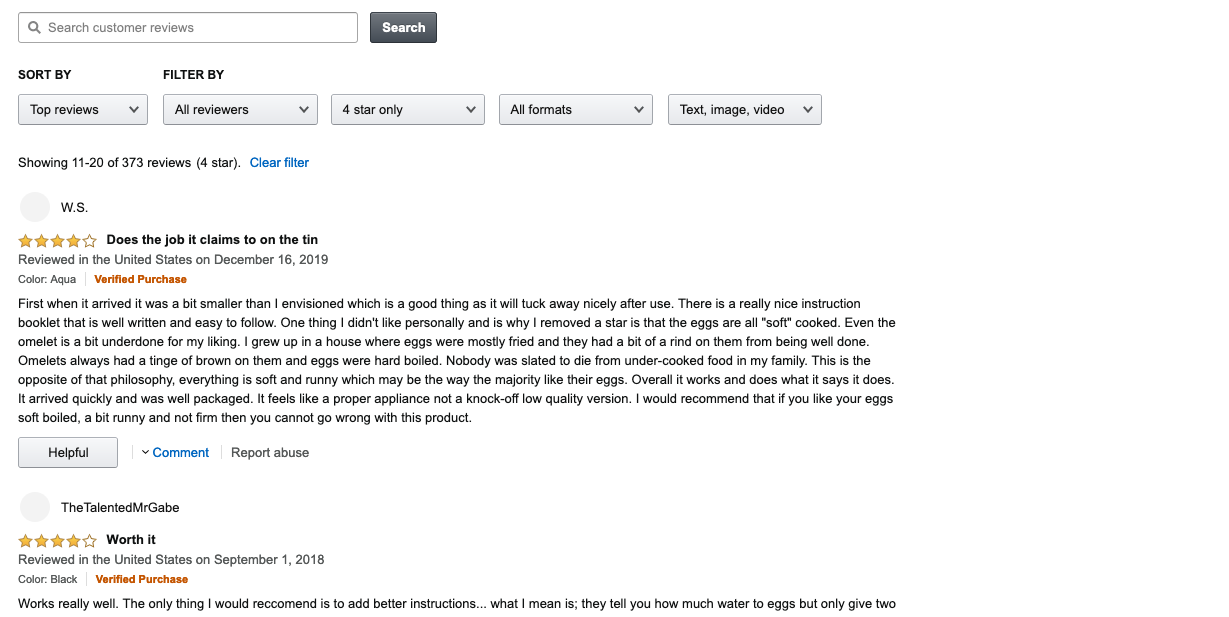 Search customer reviews
Search
SORT BY
FILTER BY
Top reviews
All reviewers
4 star only
All formats
Text, image, video
Showing 11-20 of 373 reviews (4 star). Clear filter
W.S.
Does the job it claims to on the tin
Reviewed in the United States on December 16, 2019
Color: Aqua Verified Purchase
First when it arrived it was a bit smaller than I envisioned which is a good thing as it will tuck away nicely after use. There is a really nice instruction
booklet that is well written and easy to follow. One thing I didn't like personally and is why I removed a star is that the eggs are all "soft" cooked. Even the
omelet is a bit underdone for my liking. I grew up in a house where eggs were mostly fried and they had a bit of a rind on them from being well done.
Omelets always had a tinge of brown on them and eggs were hard boiled. Nobody was slated to die from under-cooked food in my family. This is the
opposite of that philosophy, everything is soft and runny which may be the way the majority like their eggs. Overall it works and does what it says it does.
It arrived quickly and was well packaged. It feels like a proper appliance not a knock-off low quality version. I would recommend that if you like your eggs
soft boiled, a bit runny and not firm then you cannot go wrong with this product.
Helpful
Comment
Report abuse
TheTalentedMrGabe
Worth it
Reviewed in the United States on September 1, 2018
Color: Black Verified Purchase
Works really well. The only thing I would reccomend is to add better instructions... what I mean is; they tell you how much water to eggs but only give two